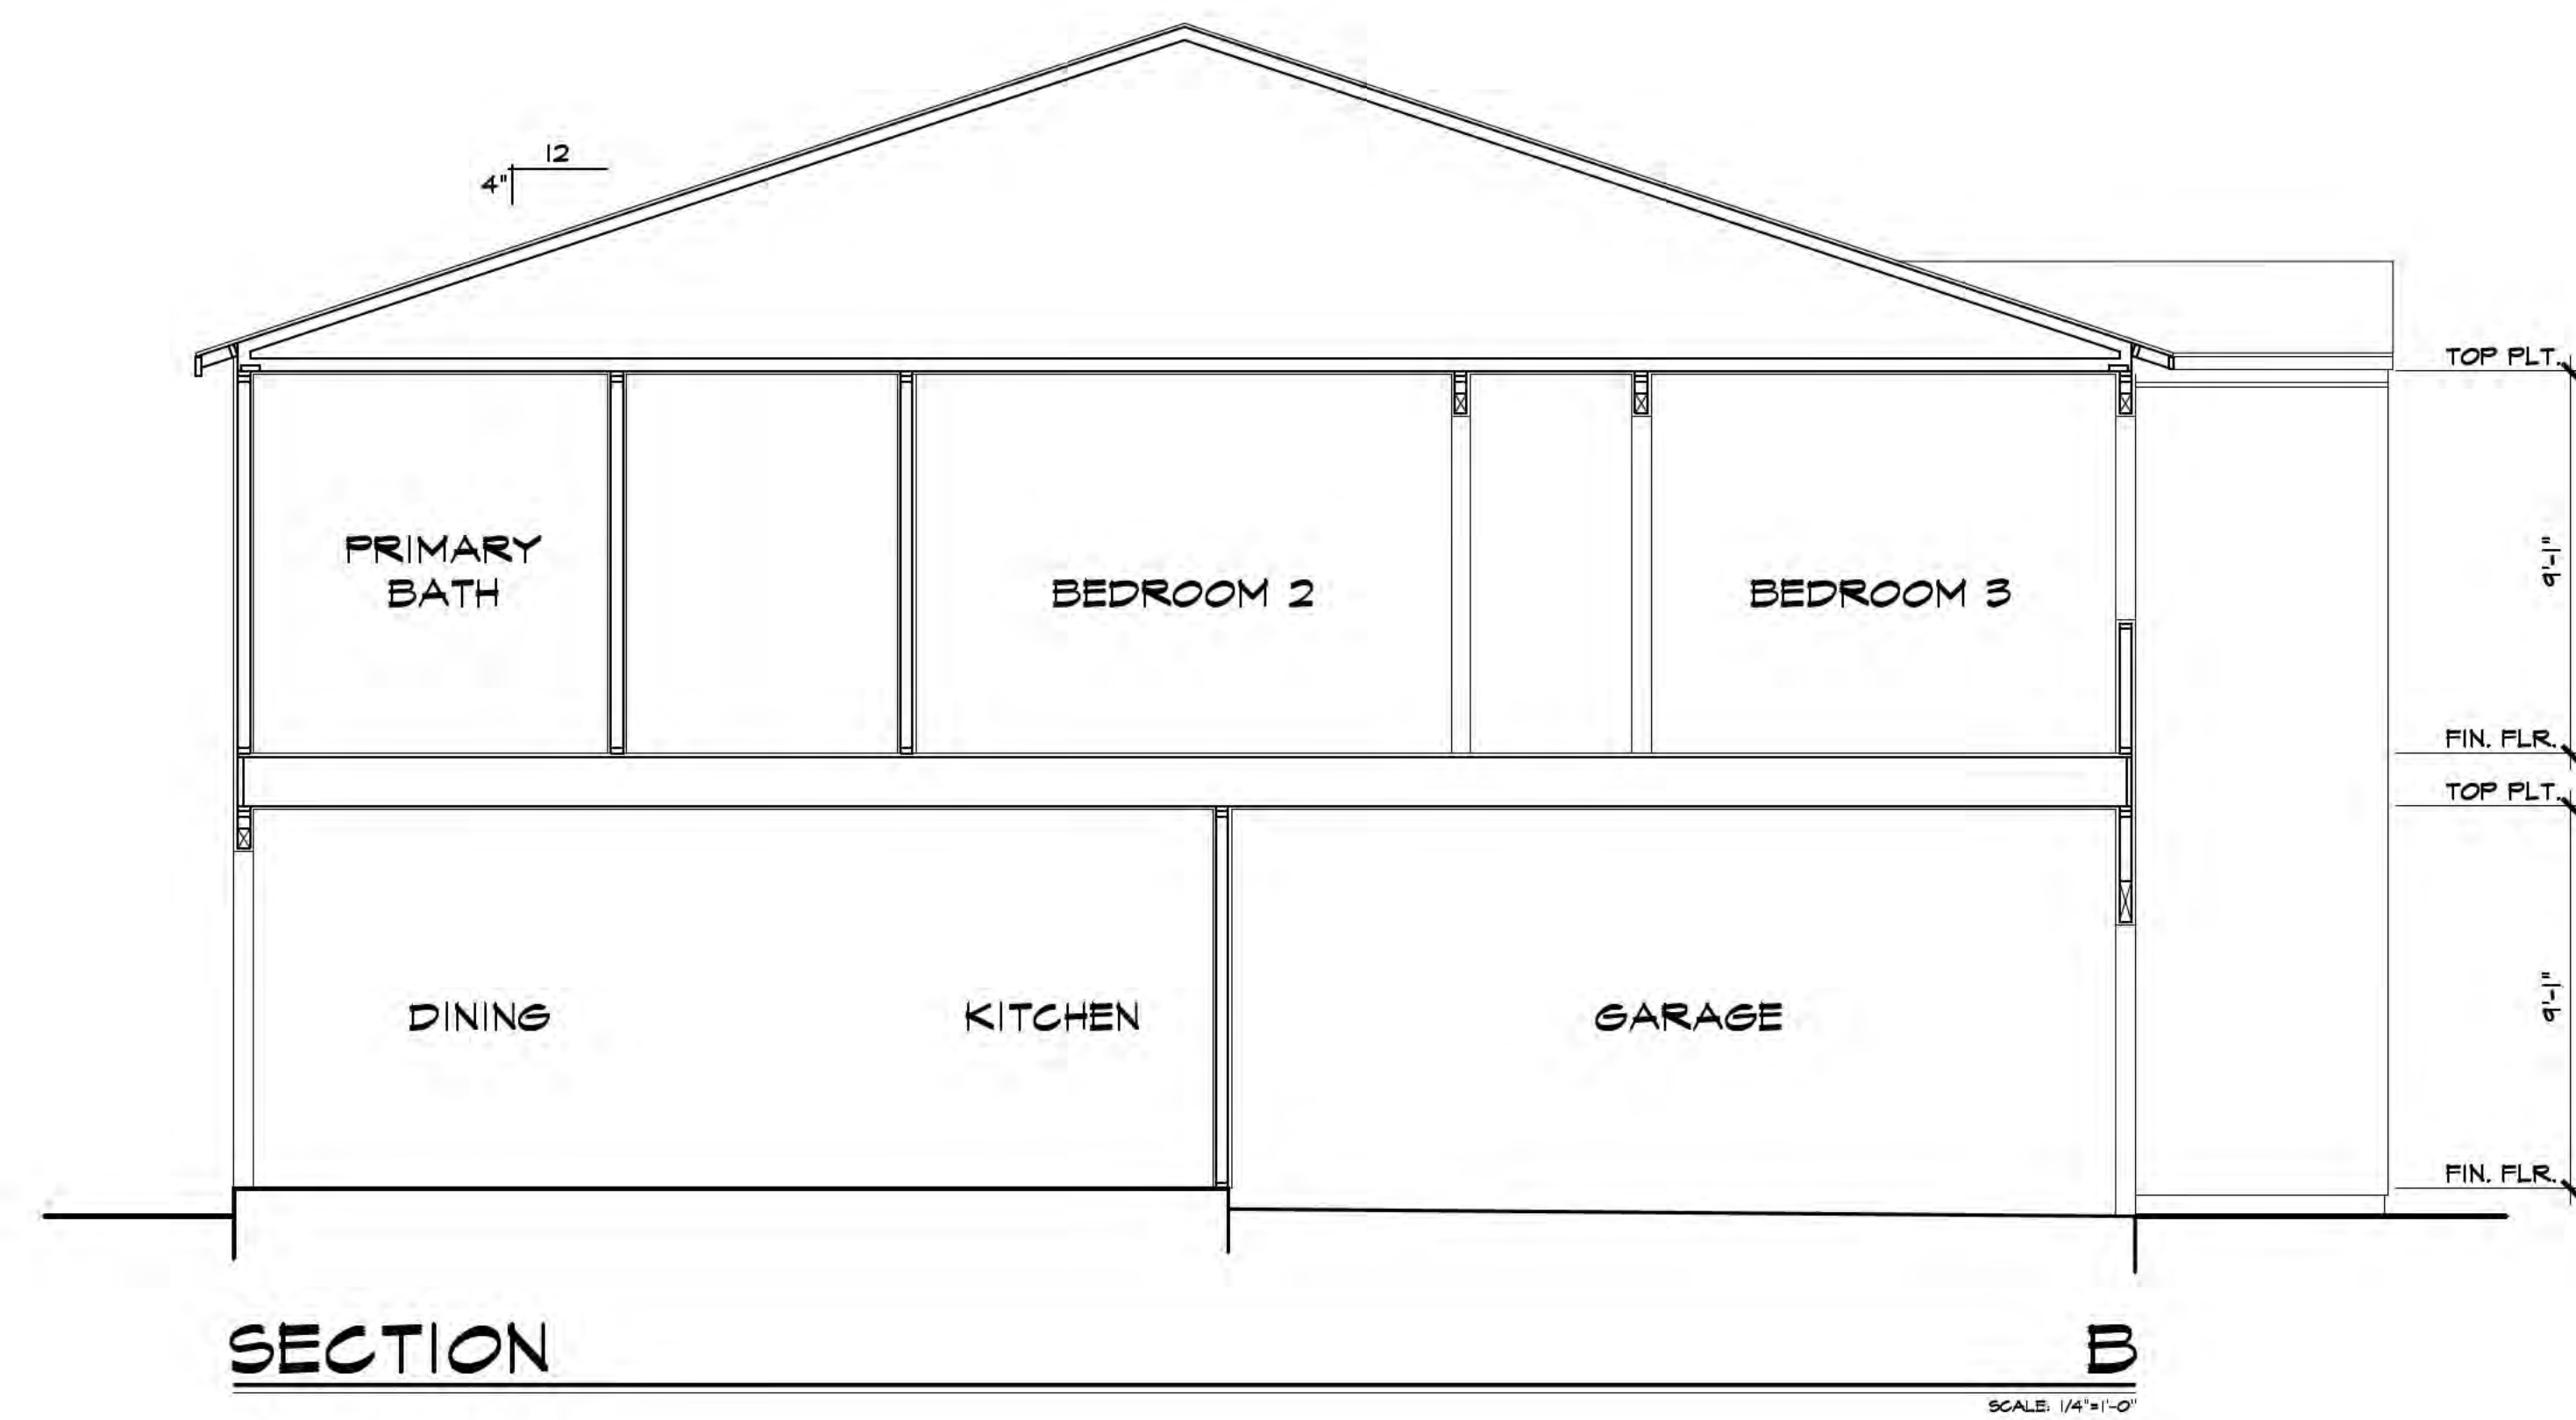 12
4"
TOP PLT.
9'-1"
PRIMARY
BATH
BEDROOM 2
BEDROOM 3
FIN. FLR.
TOP PLT.
9'-1"
DINING
KITCHEN
GARAGE
FIN. FLR.
SECTION
B
SCALE: 1/4"=1'-0"